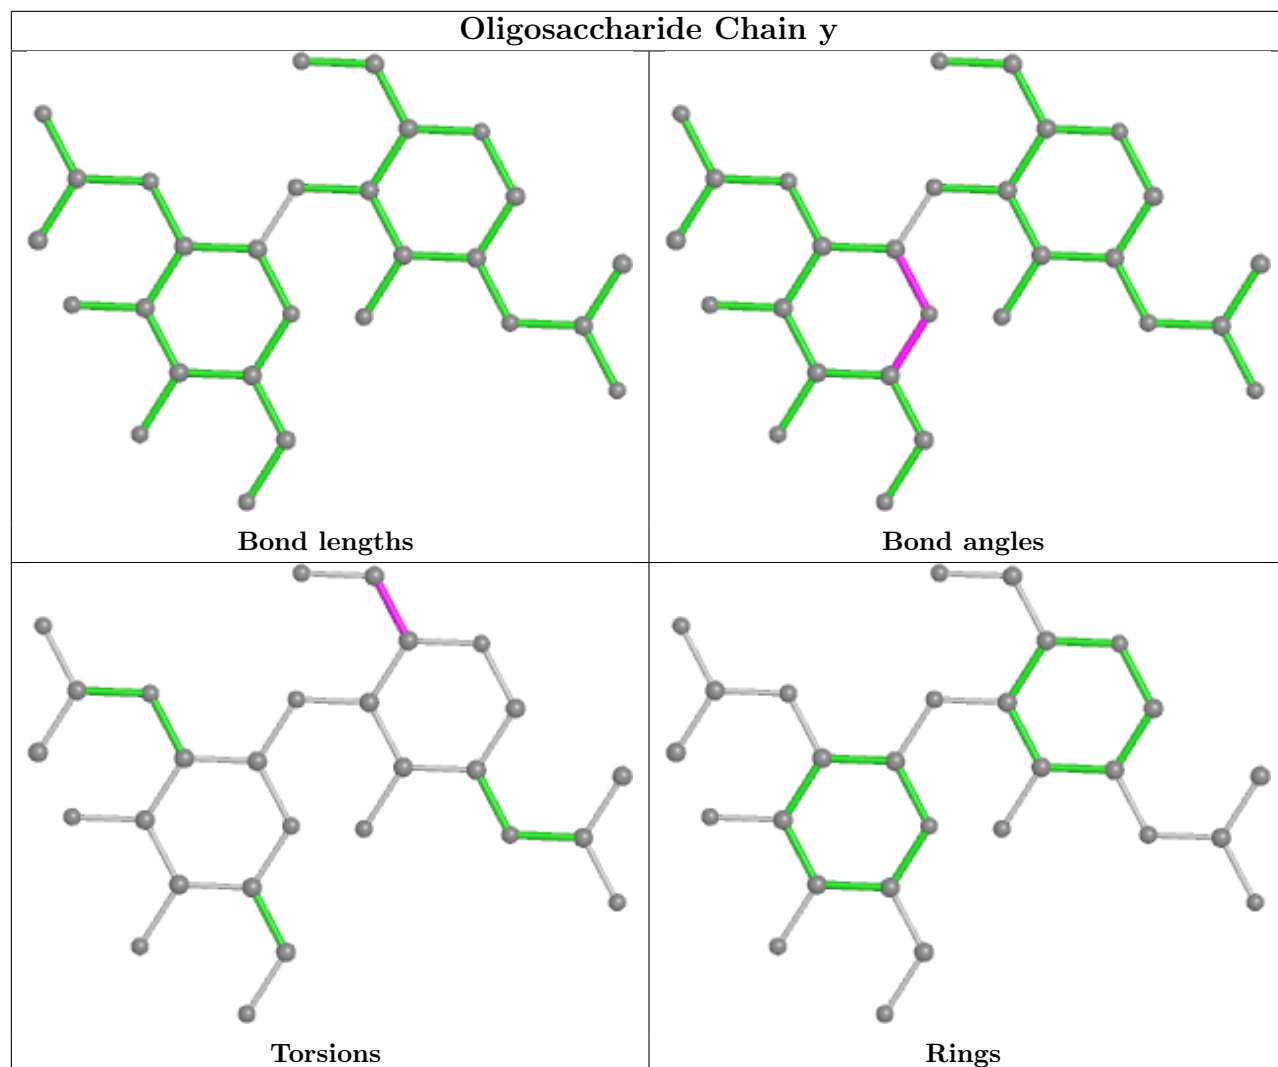 Oligosaccharide Chain y
Bond lengths
Bond angles
Torsions
Rings